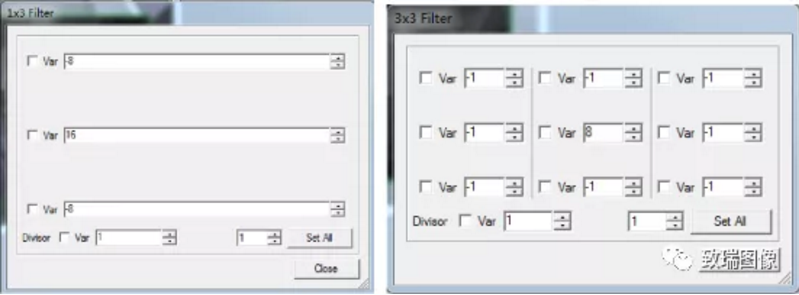 1x3 Filter
Var -8
Var 16
Var -8
Divisor Var 1 1 Set All
Close
3x3 Filter
Var -1 Var -1 Var -1
Var -1 Var 8 Var -1
Var -1 Var -1 Var -1
Divisor Var 1 1 Set All
致瑞图像